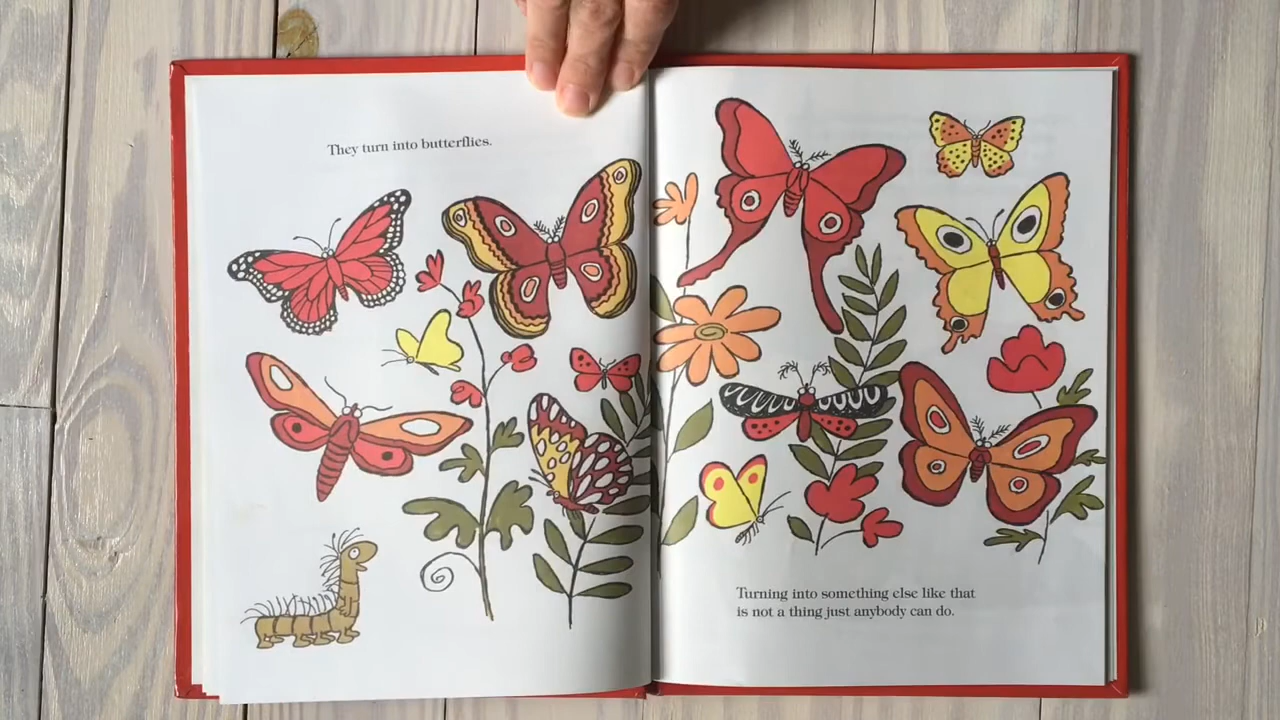 They turn into butterflies.
Turning into something else like that
is not a thing just anybody can do.